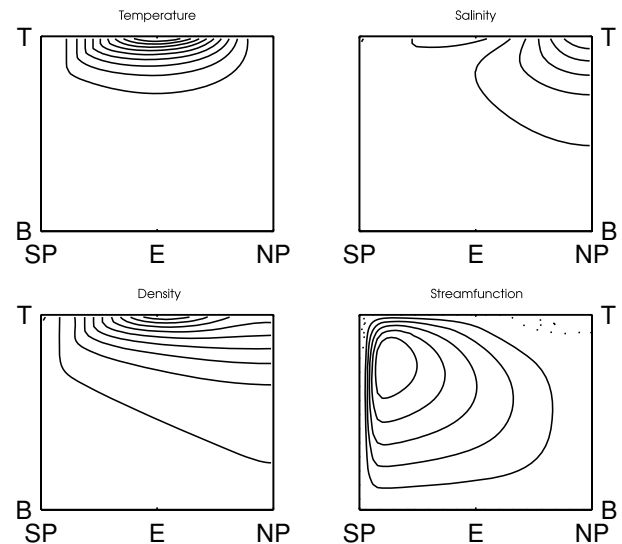 Temperature Salinity
T T
B B
SP E NP SP E NP
Density Streamfunction
T T
B B
SP E NP SP E NP